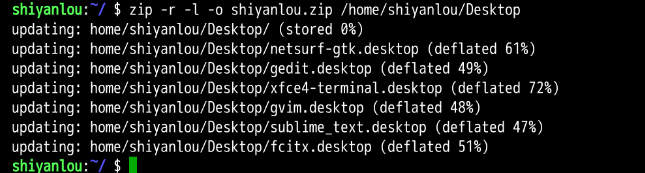 shiyanlou:~/ $ zip -r -l -o shiyanlou.zip /home/shiyanlou/Desktop
updating: home/shiyanlou/Desktop/ (stored 0%)
updating: home/shiyanlou/Desktop/netsurf-gtk.desktop (deflated 61%)
updating: home/shiyanlou/Desktop/gedit.desktop (deflated 49%)
updating: home/shiyanlou/Desktop/xfce4-terminal.desktop (deflated 72%)
updating: home/shiyanlou/Desktop/gvim.desktop (deflated 48%)
updating: home/shiyanlou/Desktop/sublime_text.desktop (deflated 47%)
updating: home/shiyanlou/Desktop/fcitx.desktop (deflated 51%)
shiyanlou:~/ $